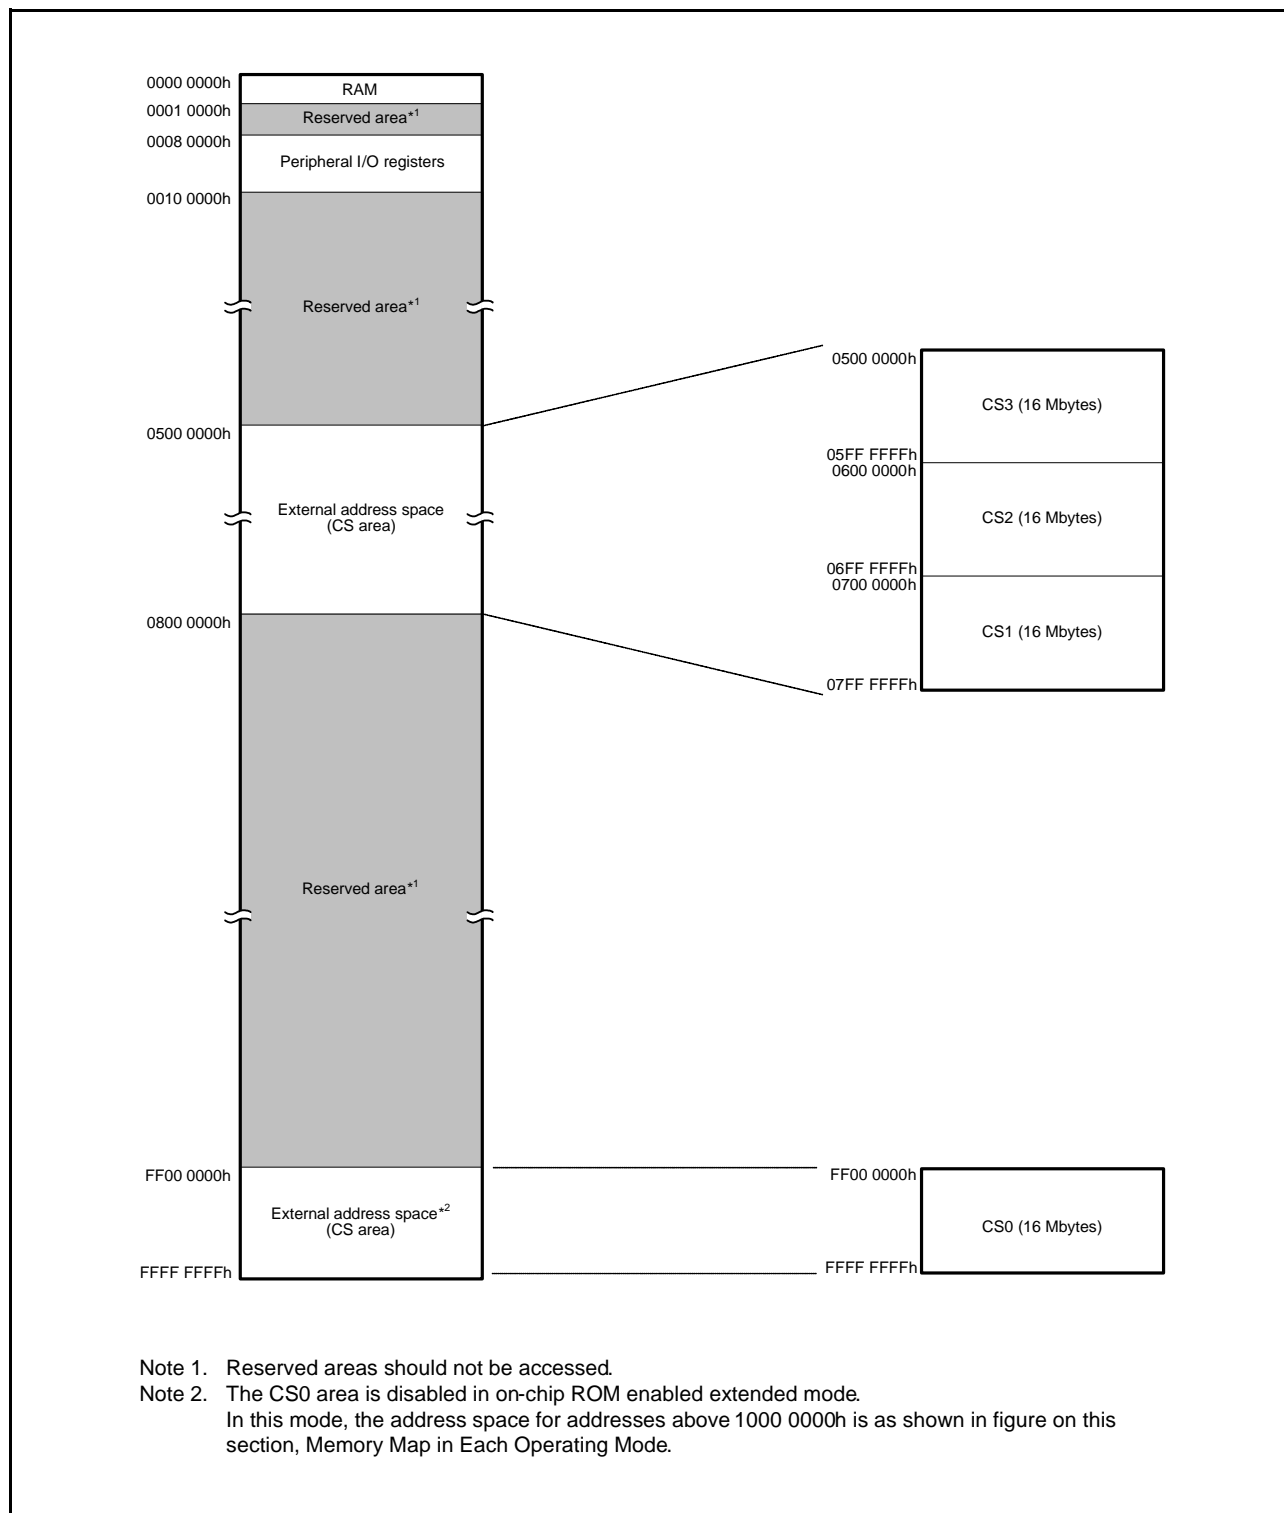 0000 0000h
RAM
0001 0000h
Reserved area*1
0008 0000h
Peripheral I/O registers
0010 0000h
Reserved area*1
0500 0000h
External address space
(CS area)
0800 0000h
Reserved area*1
FF00 0000h
External address space*2
(CS area)
FFFF FFFFh
0500 0000h
CS3 (16 Mbytes)
05FF FFFFh
0600 0000h
CS2 (16 Mbytes)
06FF FFFFh
0700 0000h
CS1 (16 Mbytes)
07FF FFFFh
FF00 0000h
CS0 (16 Mbytes)
FFFF FFFFh
Note 1. Reserved areas should not be accessed.
Note 2. The CS0 area is disabled in on-chip ROM enabled extended mode.
In this mode, the address space for addresses above 1000 0000h is as shown in figure on this
section, Memory Map in Each Operating Mode.